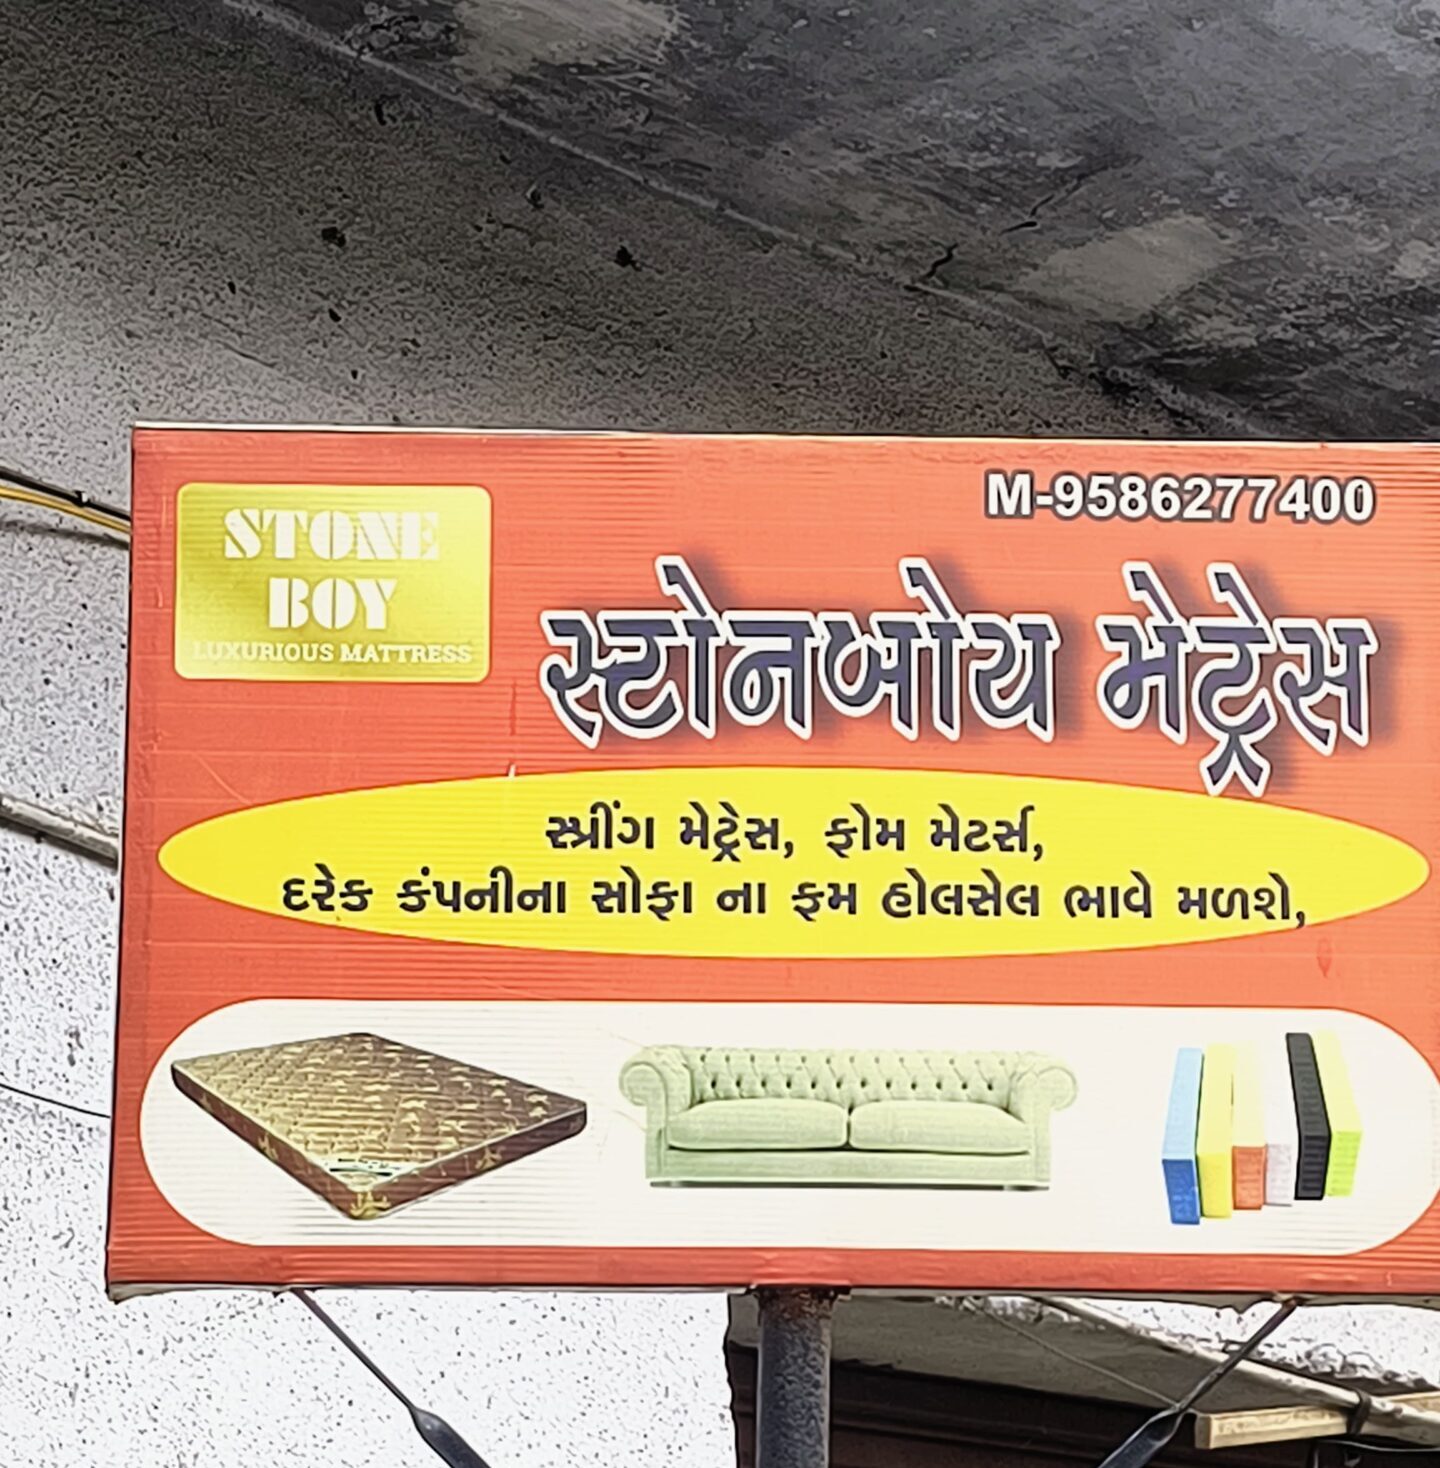 M-9586277400
STONE
BOY
LUXURIOUS MATTRESS
સ્ટોનબોય મેટ્રેસ
સ્પ્રીંગ મેટ્રેસ, ફોમ મેટર્સ,
દરેક કંપનીના સોફા ના ફમ હોલસેલ ભાવે મળશે,